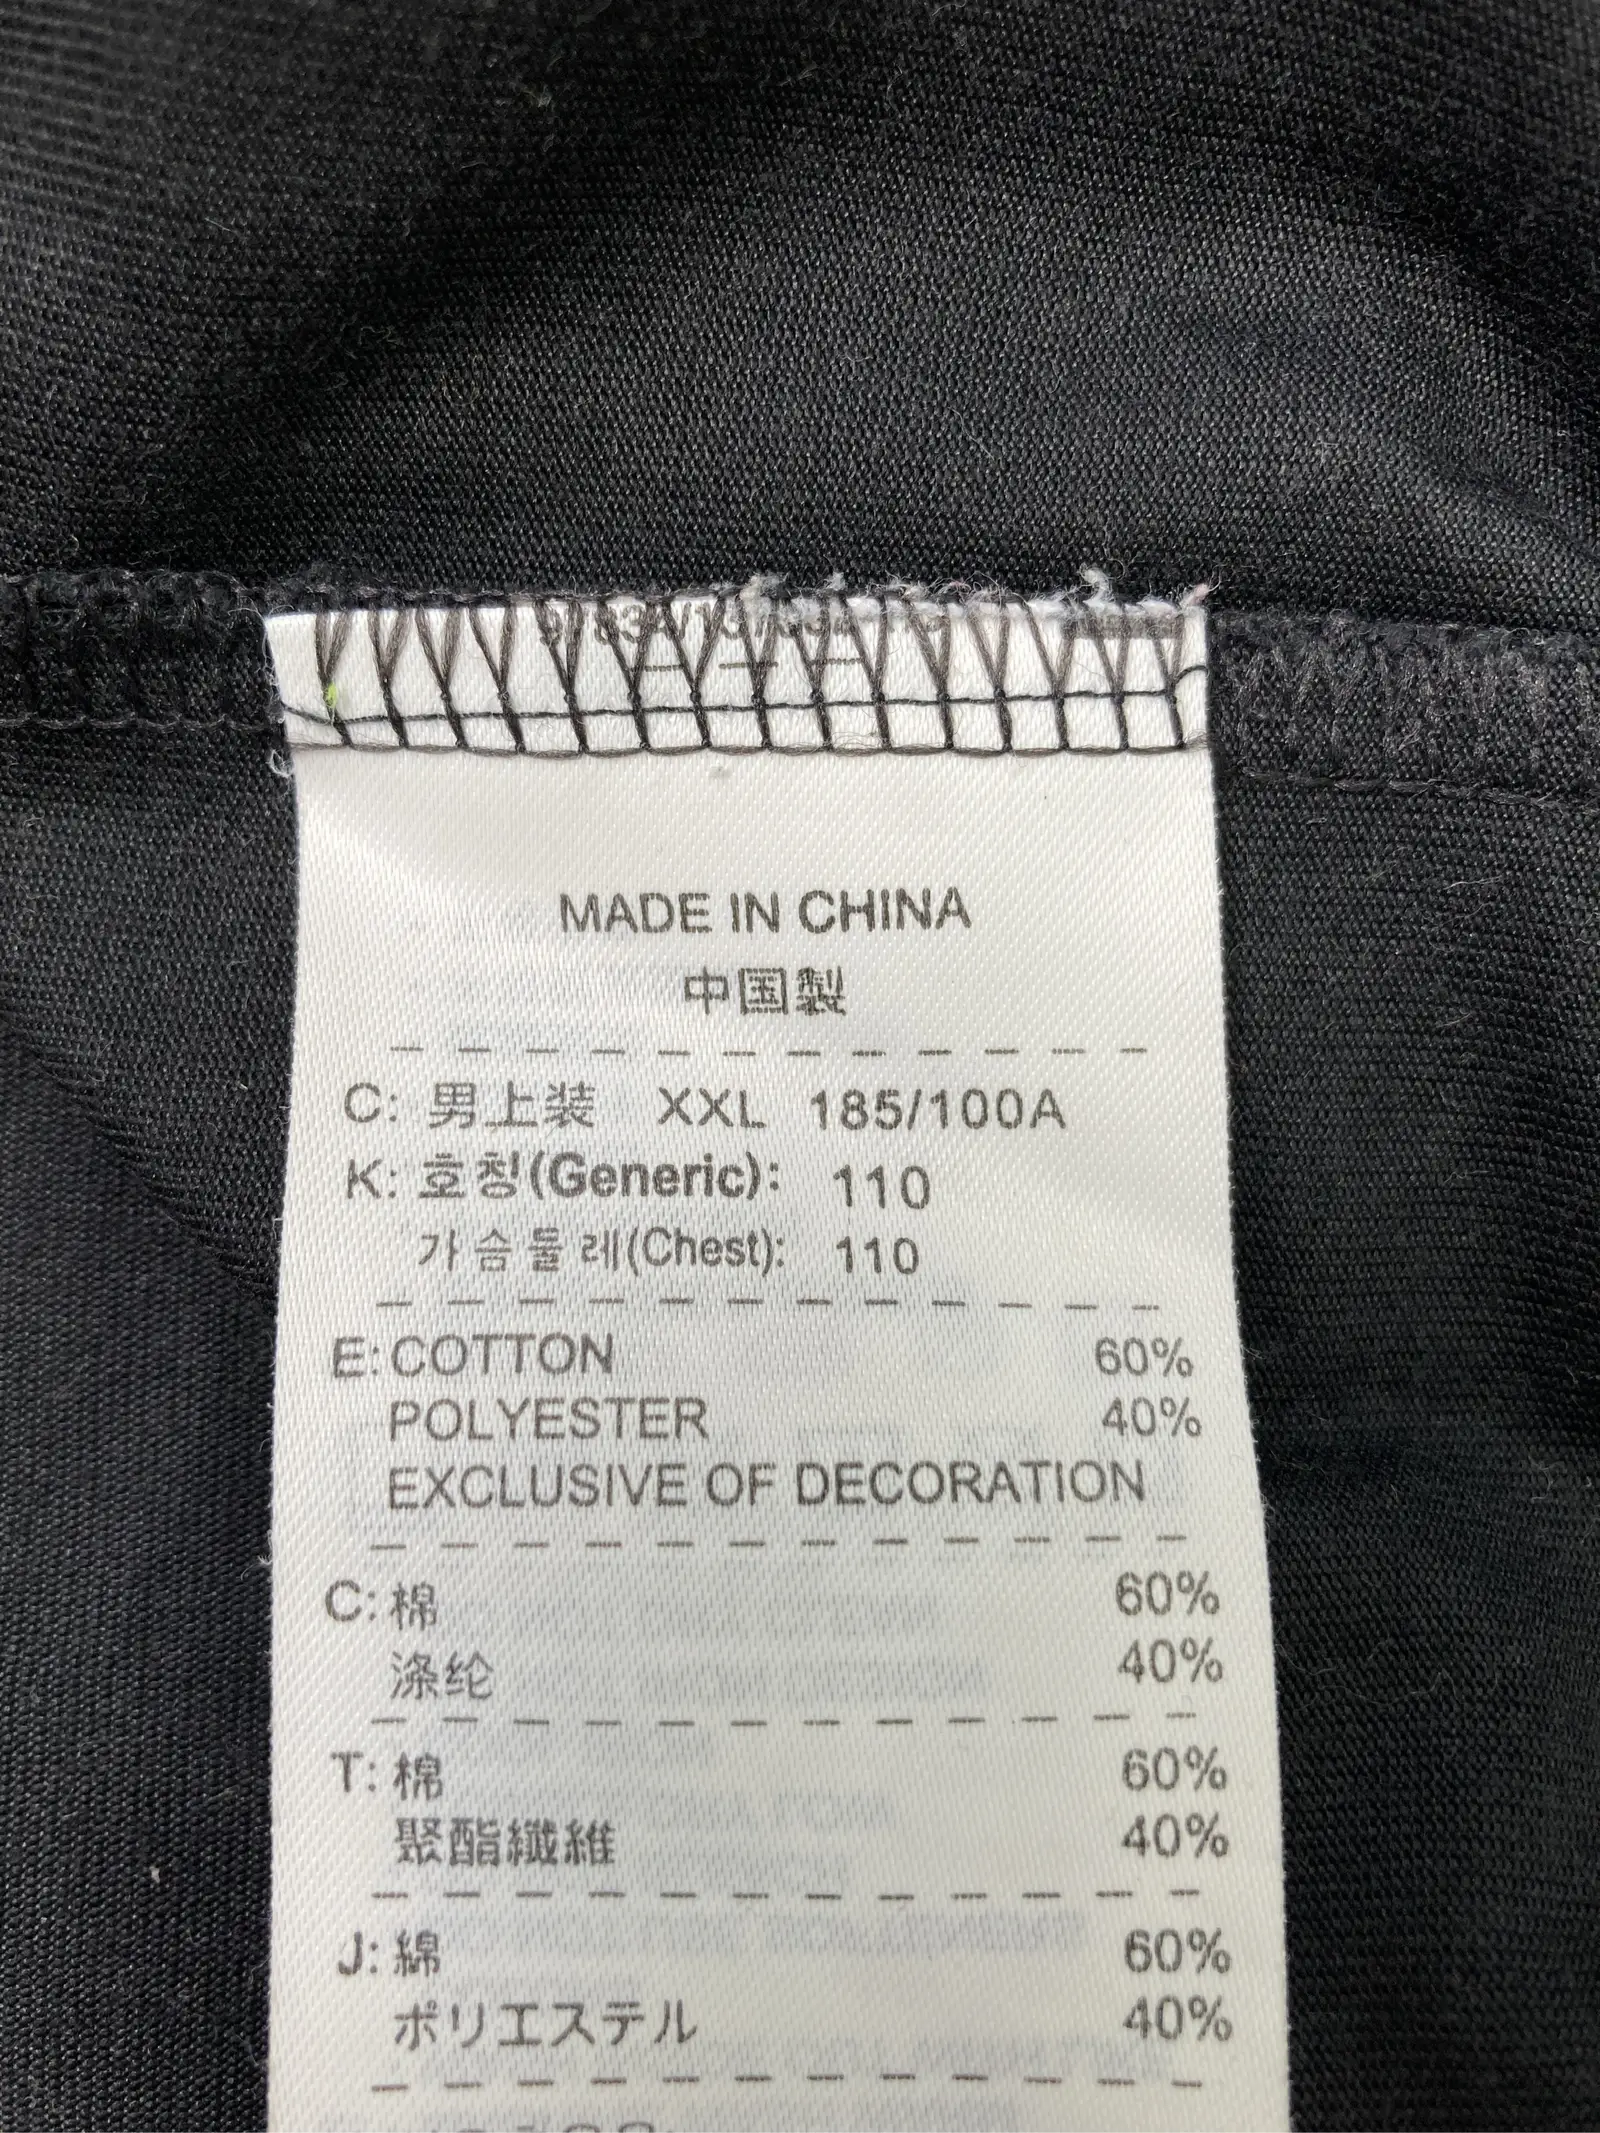 MADE IN CHINA
中国製
C: 男上装 XXL 185/100A
K: 호칭(Generic): 110
가슴둘레(Chest): 110
E: COTTON 60%
POLYESTER 40%
EXCLUSIVE OF DECORATION
C: 棉 60%
涤纶 40%
T: 棉 60%
聚酯纖維 40%
J: 綿 60%
ポリエステル 40%